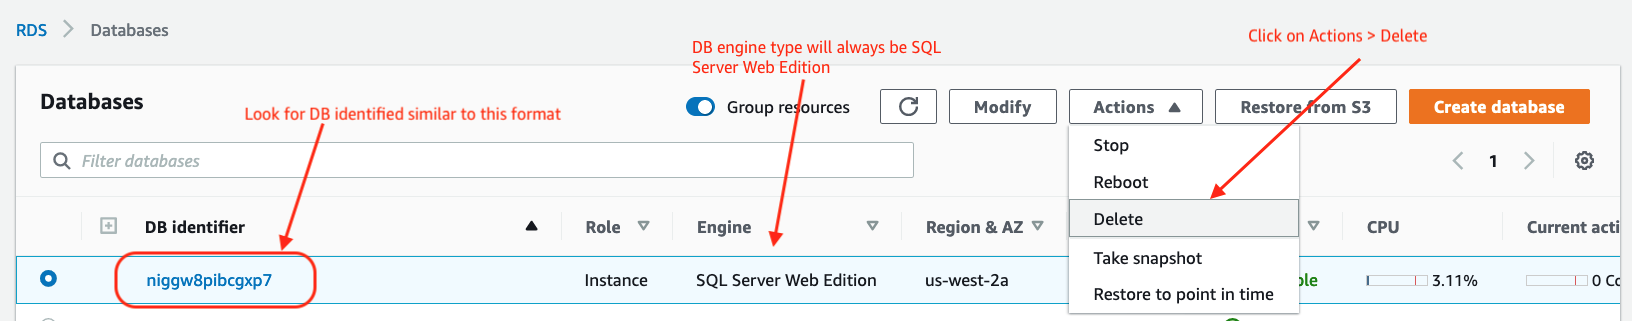 RDS > Databases
DB engine type will always be SQL
Server Web Edition
Click on Actions > Delete
Databases
Look for DB identified similar to this format
Group resources
Modify
Actions
Restore from S3
Create database
Filter databases
1
Stop
Reboot
Delete
Take snapshot
Restore to point in time
DB identifier
Role
Engine
Region & AZ
CPU
Current acti
niggw8pibcgxp7
Instance
SQL Server Web Edition
us-west-2a
ble
3.11%
0 Co